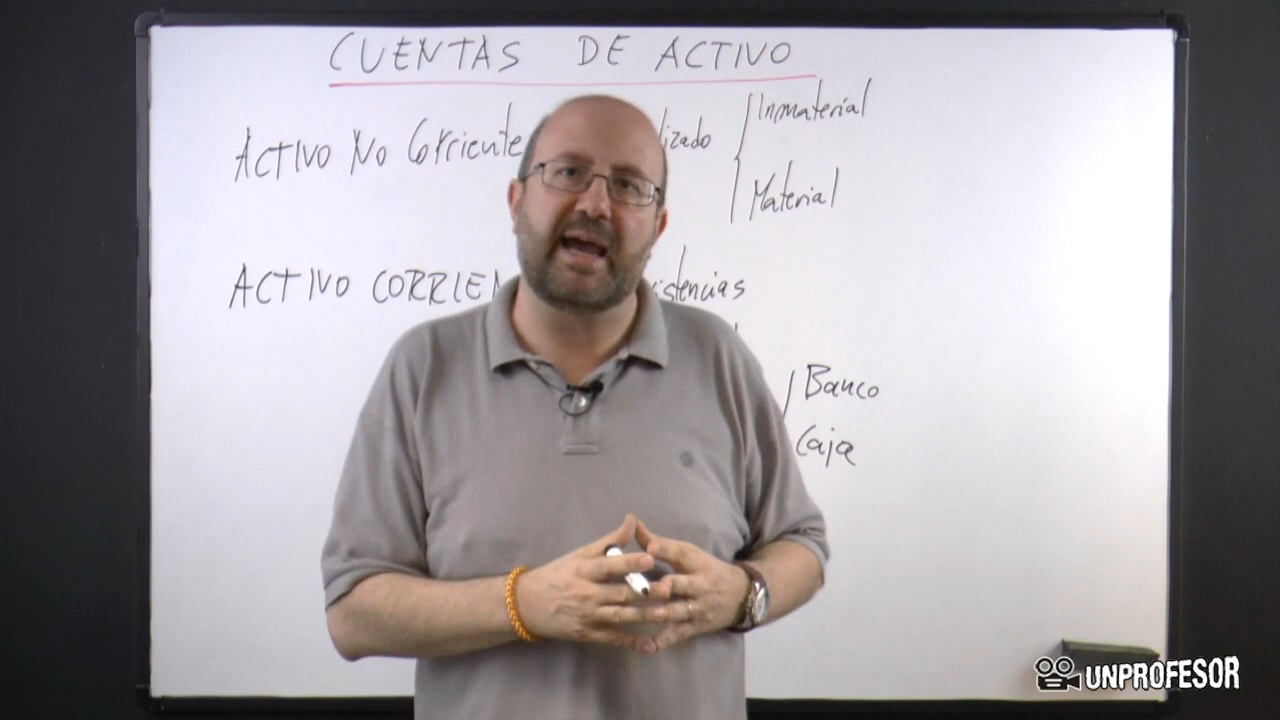 CUENTAS DE ACTIVO
ACTIVO No Corriente lizado
Inmaterial
Material
ACTIVO CORRIEN istencias
Banco
Caja
UNPROFESOR